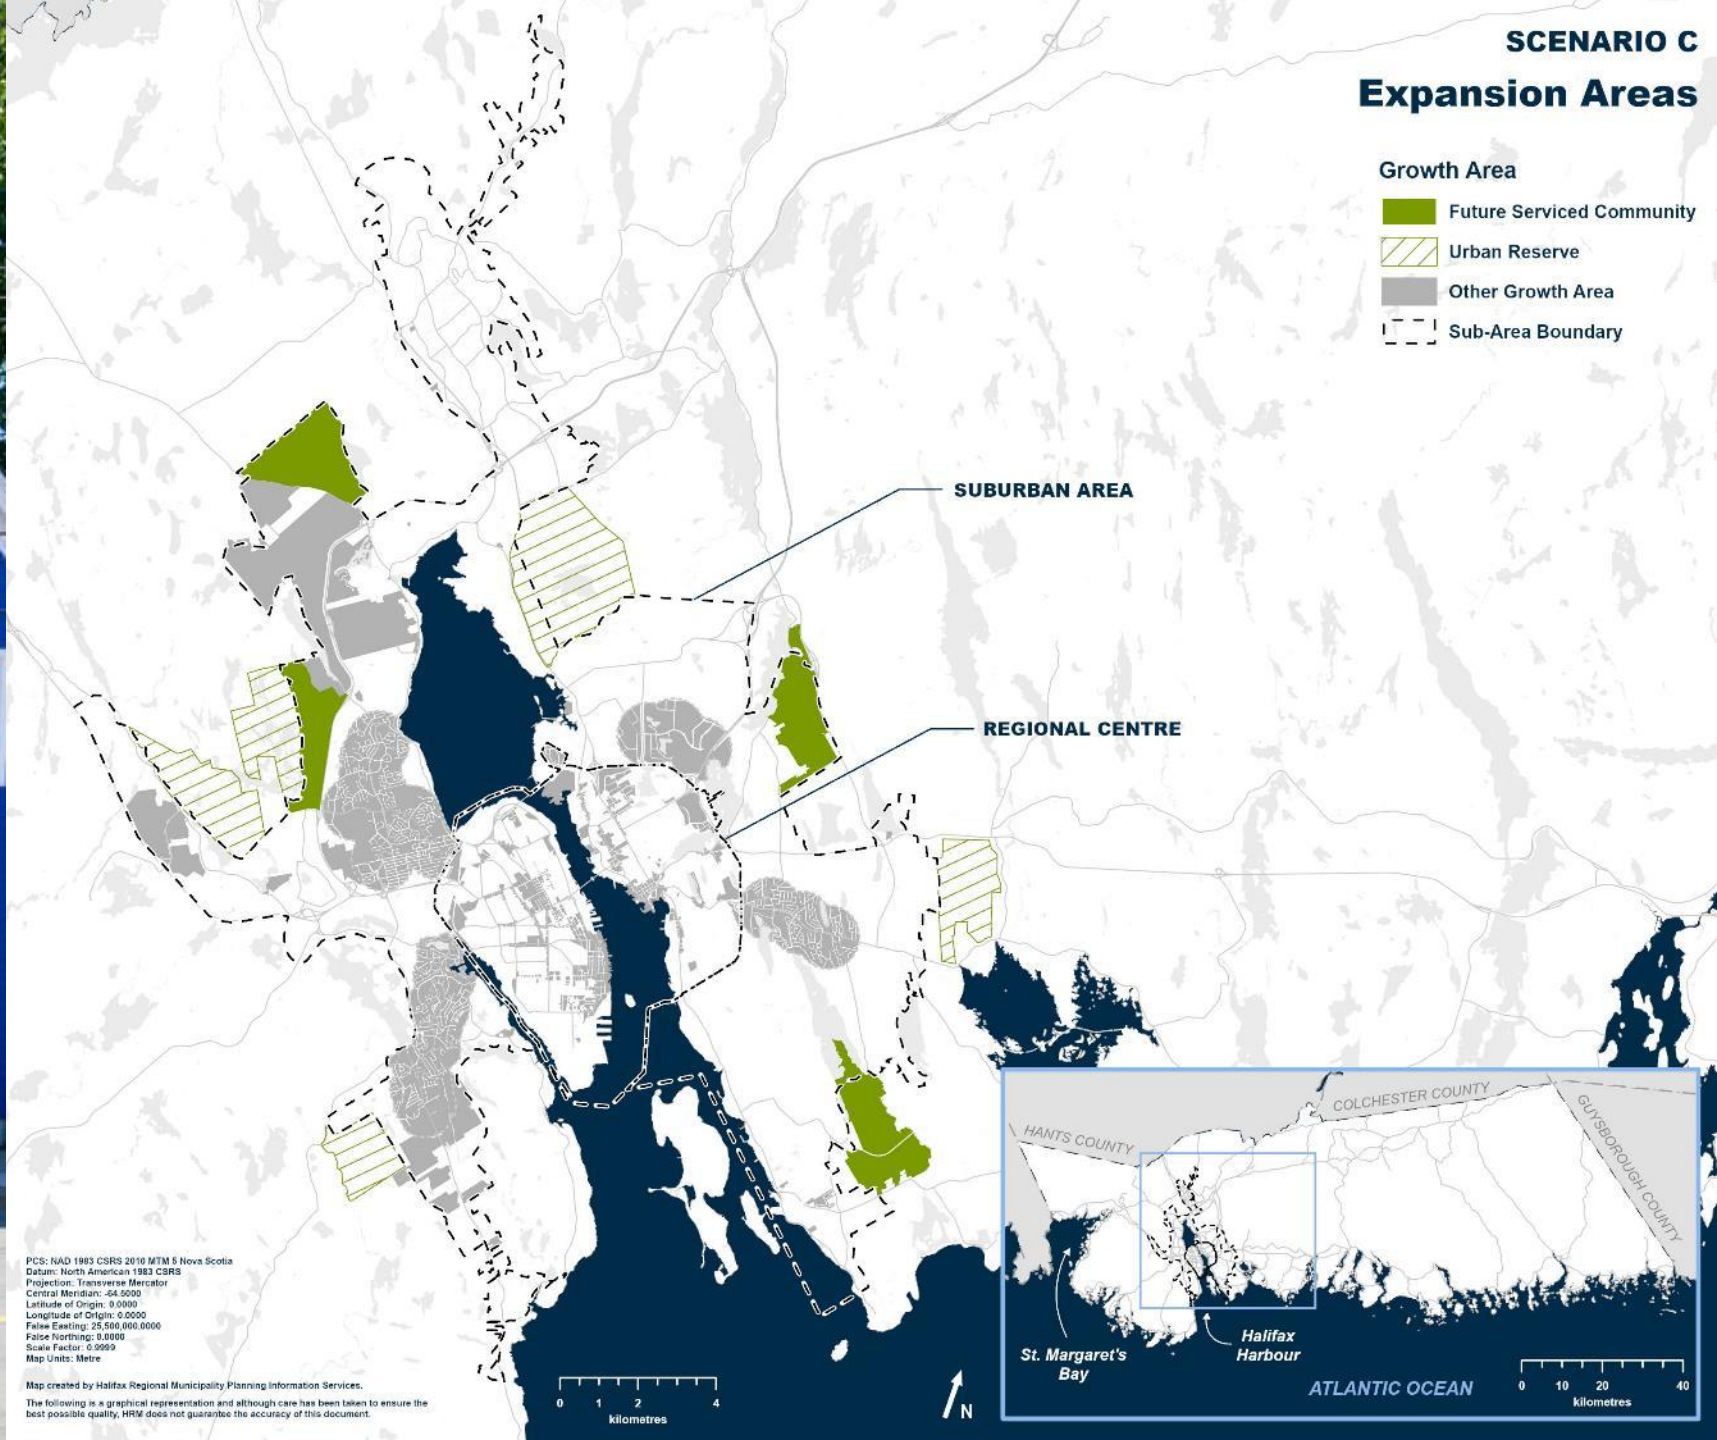 SCENARIO C
Expansion Areas
Growth Area
Future Serviced Community
Urban Reserve
Other Growth Area
Sub-Area Boundary
SUBURBAN AREA
REGIONAL CENTRE
PCS: NAD 1983 CSRS 2010 MTM 5 Nova Scotia
Datum: North American 1983 CSRS
Projection: Transverse Mercator
Central Meridian: -64.5000
Latitude of Origin: 0.0000
Longitude of Origin: 0.0000
False Easting: 25,500,000.0000
False Northing: 0.0000
Scale Factor: 0.9999
Map Units: Metre
Map created by Halifax Regional Municipality Planning Information Services.
The following is a graphical representation and although care has been taken to ensure the
best possible quality, HRM does not guarantee the accuracy of this document.
0 1 2 4
kilometres
N
HANTS COUNTY
COLCHESTER COUNTY
GUYSBOROUGH COUNTY
St. Margaret's
Bay
Halifax
Harbour
ATLANTIC OCEAN
0 10 20 40
kilometres